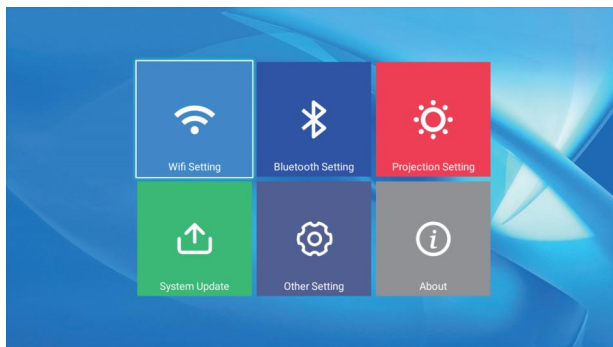 Wifi Setting
Bluetooth Setting
Projection Setting
System Update
Other Setting
About